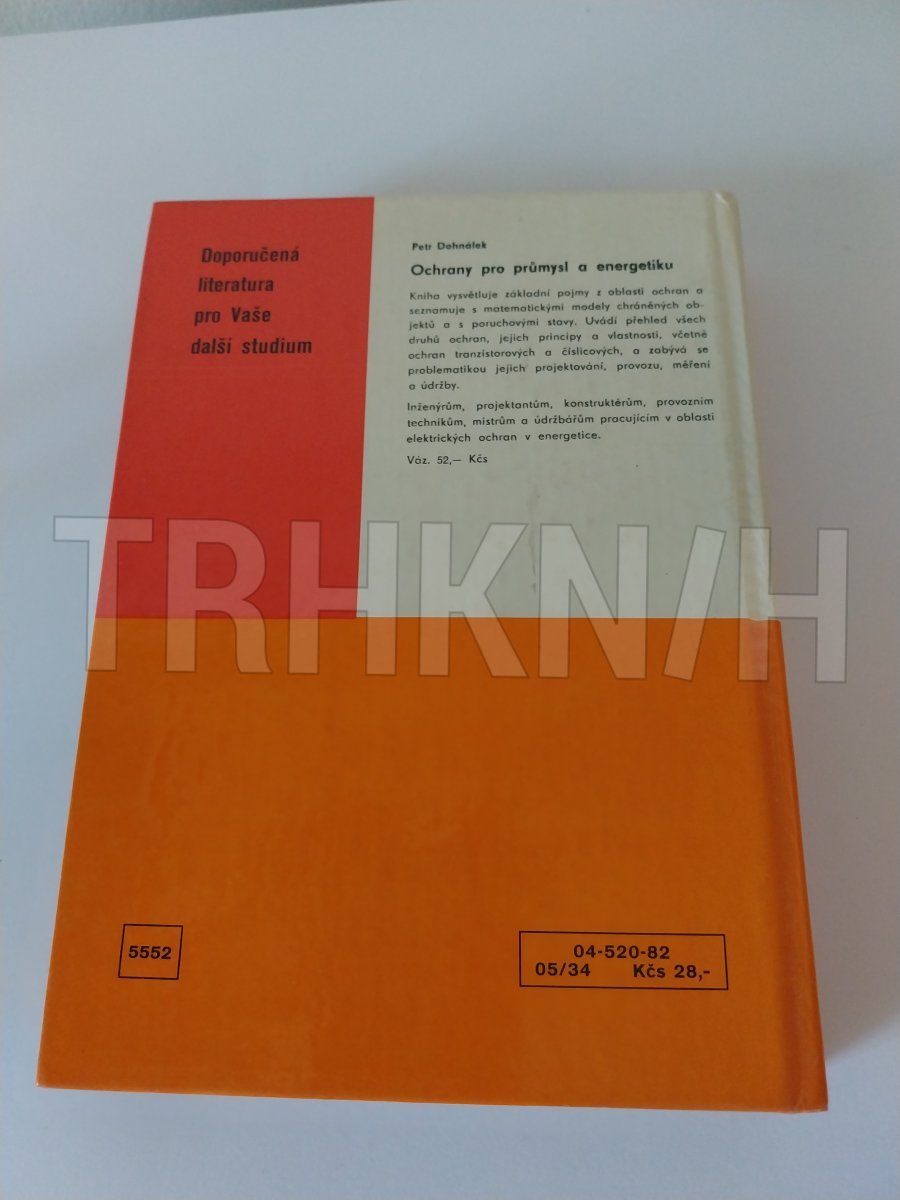 Doporučená
literatura
pro Vaše
další studium
Petr Dohnálek
Ochrany pro průmysl a energetiku
Kniha vysvětluje základní pojmy z oblasti ochran a
seznamuje s matematickými modely chráněných ob-
jektů a s poruchovými stavy. Uvádí přehled všech
druhů ochran, jejich principy a vlastnosti, včetně
ochran tranzistorových a číslicových, a zabývá se
problematikou jejich projektování, provozu, měření
a údržby.
Inženýrům, projektantům, konstruktérům, provozním
technikům, mistrům a údržbářům pracujícím v oblasti
elektrických ochran v energetice.
Váz. 52,— Kčs
TRHKN/H
5552
04-520-82
05/34 Kčs 28,-